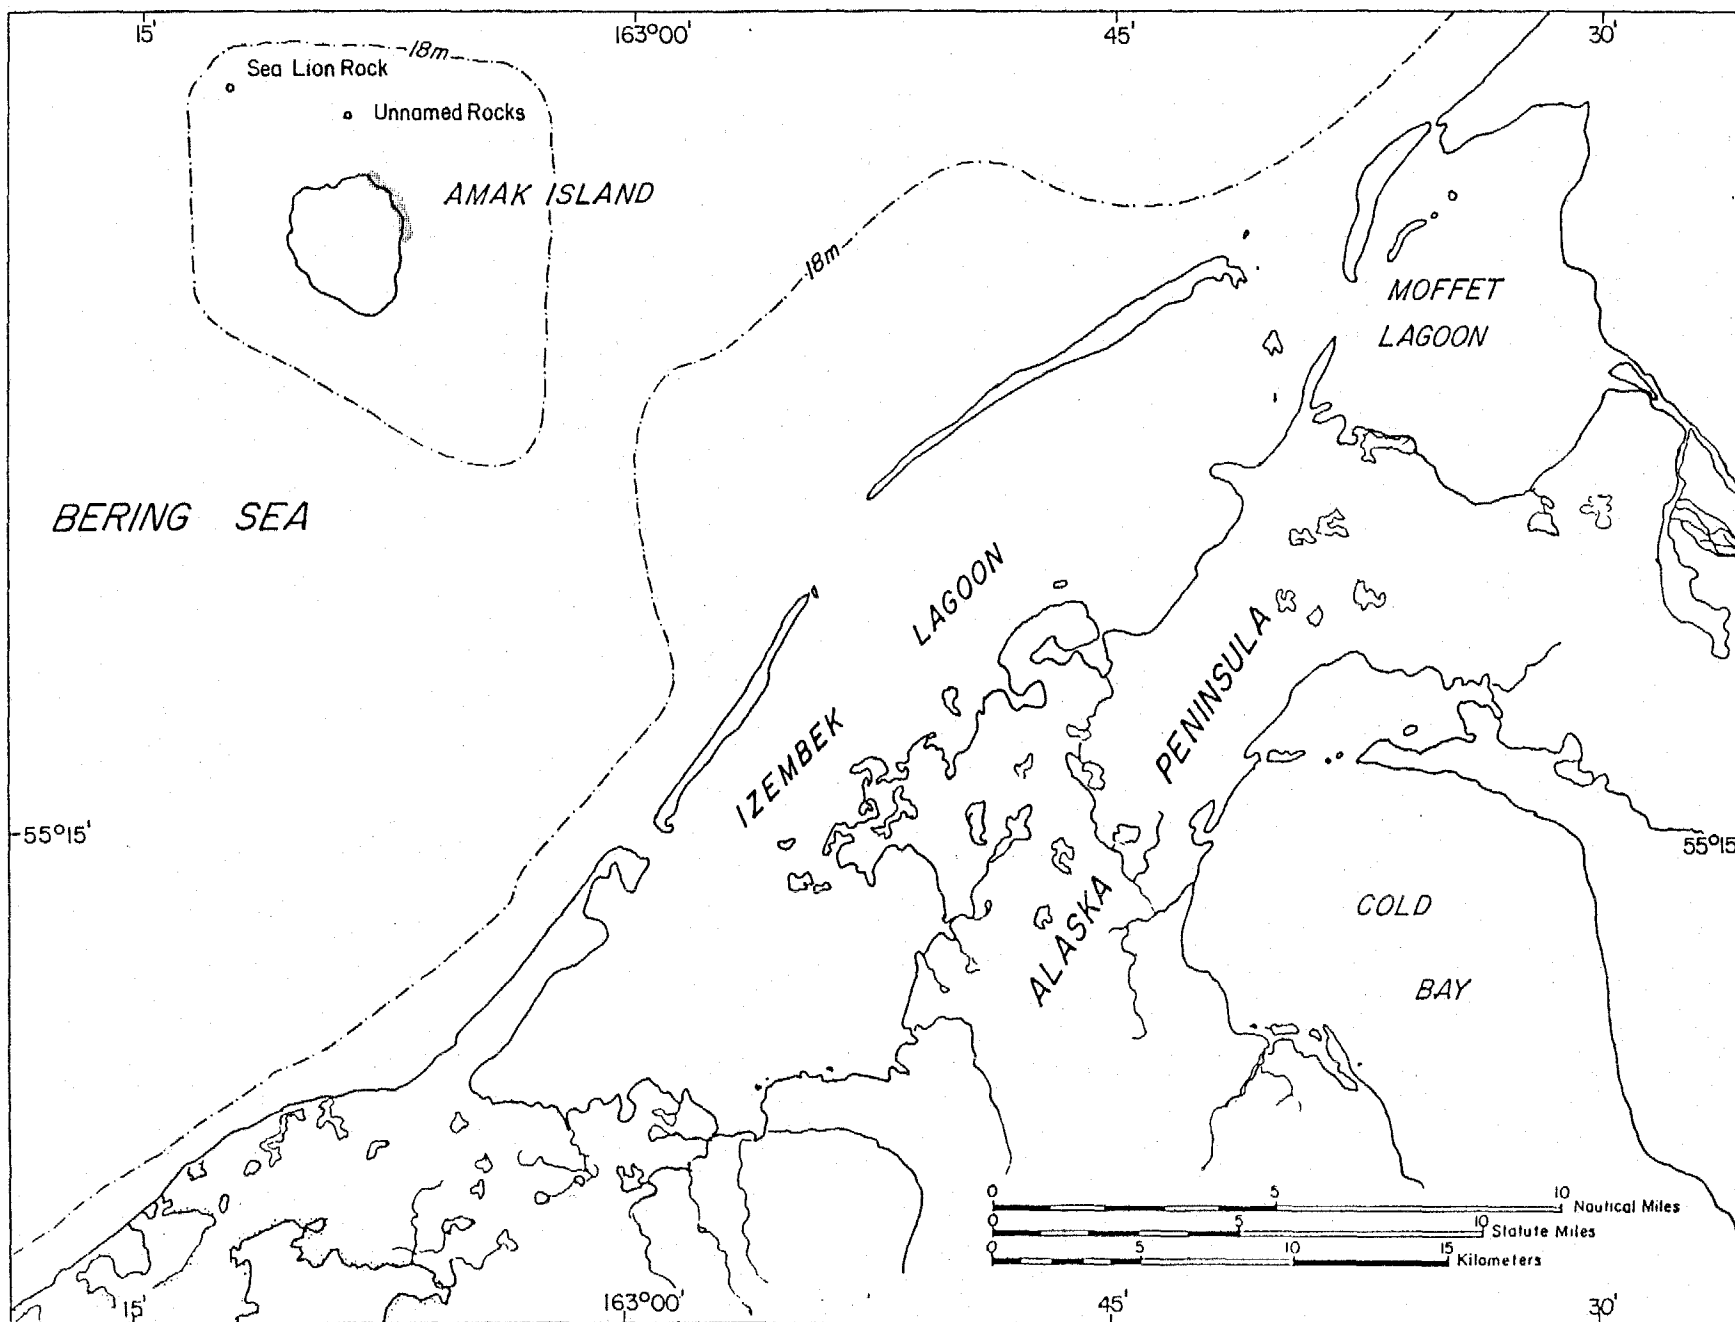 15'
163°00'
45'
30'
18m
Sea Lion Rock
Unnamed Rocks
AMAK ISLAND
18m
MOFFET
LAGOON
BERING SEA
IZEMBEK LAGOON
ALASKA PENINSULA
55°15'
55°15'
COLD
BAY
0 5 10 Nautical Miles
0 5 10 Statute Miles
0 5 10 15 Kilometers
15'
163°00'
45'
30'